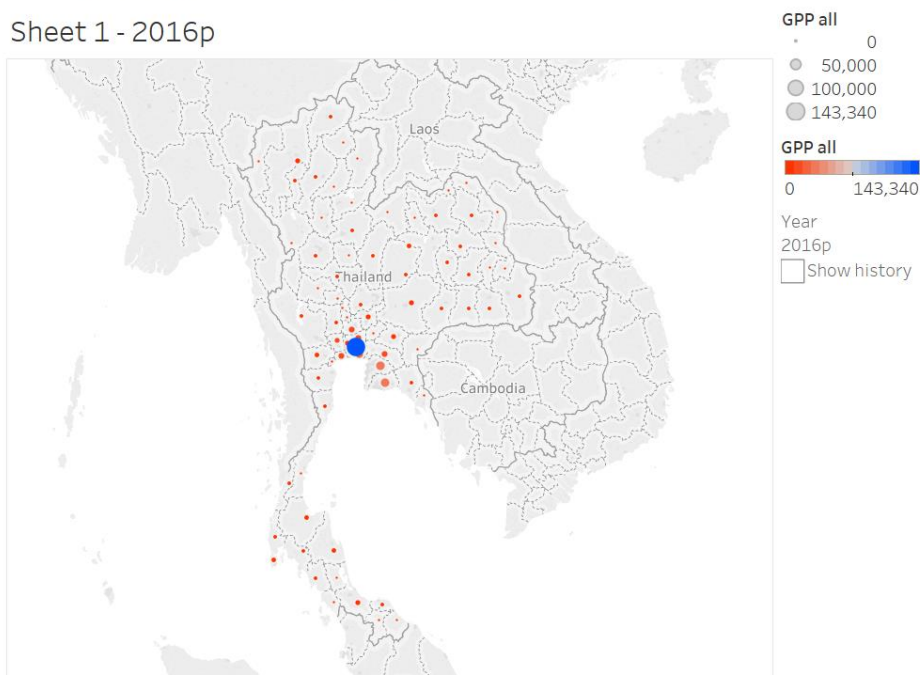 Sheet 1 - 2016p
GPP all
0
50,000
100,000
143,340
GPP all
0 143,340
Year
2016p
Show history
Laos
Thailand
Cambodia